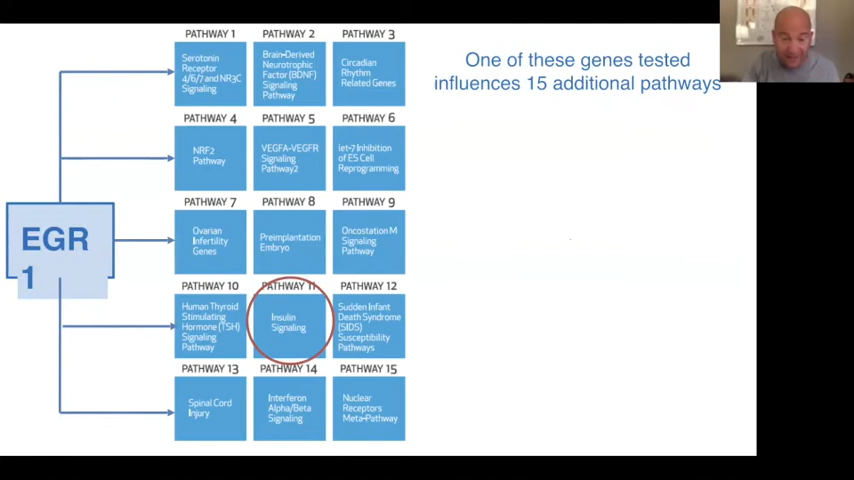 PATHWAY 1
PATHWAY 2
PATHWAY 3
Serotonin
Receptor
4/6/7 and NR3C
Signaling
Brain-Derived
Neurotrophic
Factor (BDNF)
Signaling
Pathway
Circadian
Rhythm
Related Genes
One of these genes tested
influences 15 additional pathways
PATHWAY 4
PATHWAY 5
PATHWAY 6
NRF2
Pathway
VEGFA-VEGFR
Signaling
Pathway2
let-7 Inhibition
of ES Cell
Reprogramming
PATHWAY 7
PATHWAY 8
PATHWAY 9
EGR
1
Ovarian
Infertility
Genes
Preimplantation
Embryo
Oncostation M
Signaling
Pathway
PATHWAY 10
PATHWAY 11
PATHWAY 12
Human Thyroid
Stimulating
Hormone (TSH)
Signaling
Pathway
Insulin
Signaling
Sudden Infant
Death Syndrome
(SIDS)
Susceptibility
Pathways
PATHWAY 13
PATHWAY 14
PATHWAY 15
Spinal Cord
Injury
Interferon
Alpha/Beta
Signaling
Nuclear
Receptors
Meta-Pathway